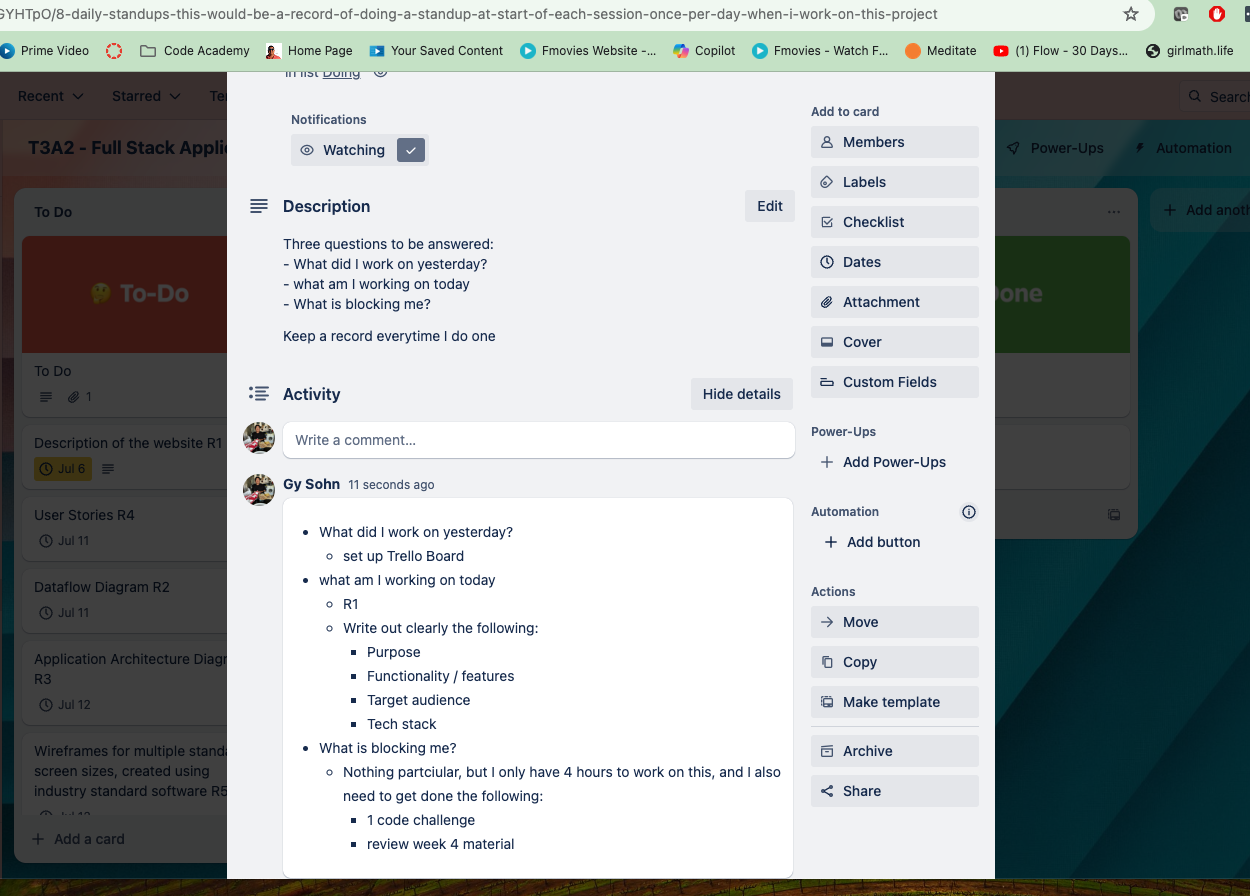 GYHTpO/8-daily-standups-this-would-be-a-record-of-doing-a-standup-at-start-of-each-session-once-per-day-when-i-work-on-this-project
Prime Video
Code Academy
Home Page
Your Saved Content
Fmovies Website -...
Copilot
Fmovies - Watch F...
Meditate
(1) Flow - 30 Days...
girlmath.life
Recent
Starred
Te
Search
T3A2 - Full Stack Appli
Power-Ups
Automation
in list Doing
Notifications
Watching
Description
Edit
Three questions to be answered:
- What did I work on yesterday?
- what am I working on today
- What is blocking me?
Keep a record everytime I do one
Activity
Hide details
Write a comment...
Gy Sohn 11 seconds ago
• What did I work on yesterday?
◦ set up Trello Board
• what am I working on today
◦ R1
◦ Write out clearly the following:
▪ Purpose
▪ Functionality / features
▪ Target audience
▪ Tech stack
• What is blocking me?
◦ Nothing partciular, but I only have 4 hours to work on this, and I also
need to get done the following:
▪ 1 code challenge
▪ review week 4 material
Add to card
Members
Labels
Checklist
Dates
Attachment
Cover
Custom Fields
Power-Ups
+ Add Power-Ups
Automation
+ Add button
Actions
Move
Copy
Make template
Archive
Share
To Do
To-Do
To Do
1
Description of the website R1
Jul 6
User Stories R4
Jul 11
Dataflow Diagram R2
Jul 11
Application Architecture Diagr
R3
Jul 12
Wireframes for multiple standa
screen sizes, created using
industry standard software R5
+ Add a card
Done
...
+ Add anoth